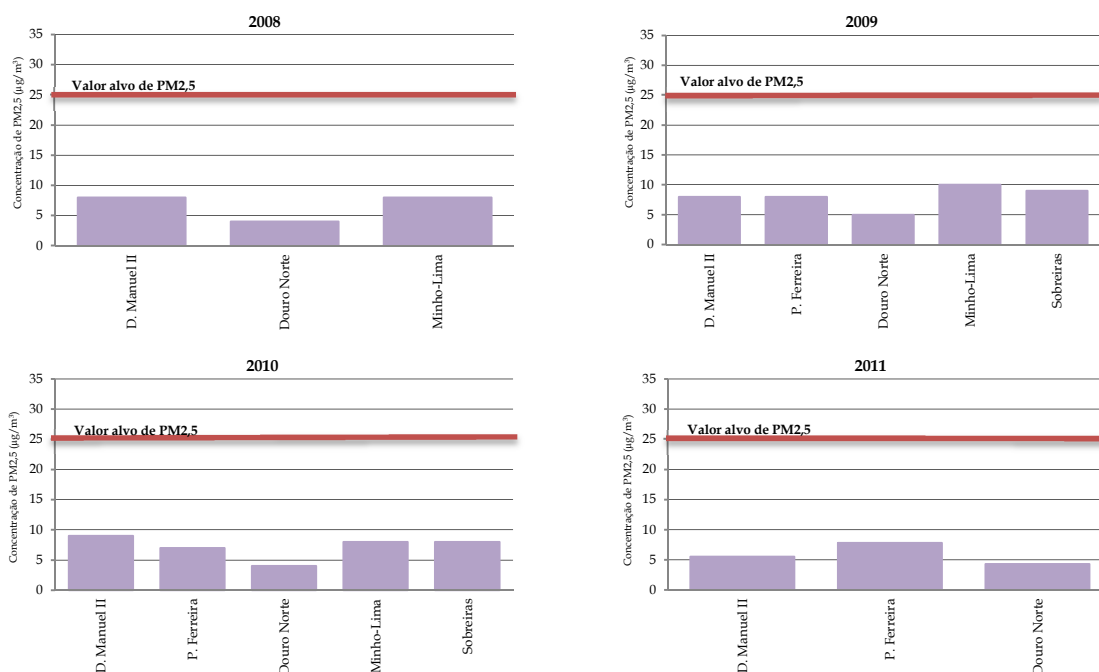 2008
Concentração de PM2,5 (µg/m³)
35
30
25
20
15
10
5
0
Valor alvo de PM2,5
D. Manuel II
Douro Norte
Minho-Lima
2009
Concentração de PM2,5 (µg/m³)
35
30
25
20
15
10
5
0
Valor alvo de PM2,5
D. Manuel II
P. Ferreira
Douro Norte
Minho-Lima
Sobreiras
2010
Concentração de PM2,5 (µg/m³)
35
30
25
20
15
10
5
0
Valor alvo de PM2,5
D. Manuel II
P. Ferreira
Douro Norte
Minho-Lima
Sobreiras
2011
Concentração de PM2,5 (µg/m³)
35
30
25
20
15
10
5
0
Valor alvo de PM2,5
D. Manuel II
P. Ferreira
Douro Norte